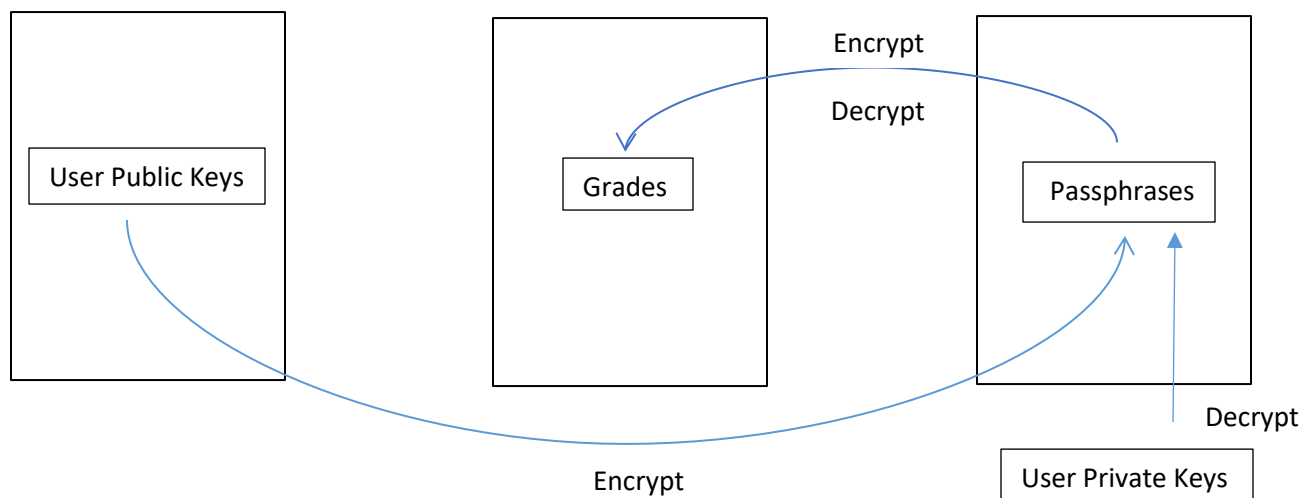 Encrypt
Decrypt
User Public Keys
Grades
Passphrases
Decrypt
Encrypt
User Private Keys